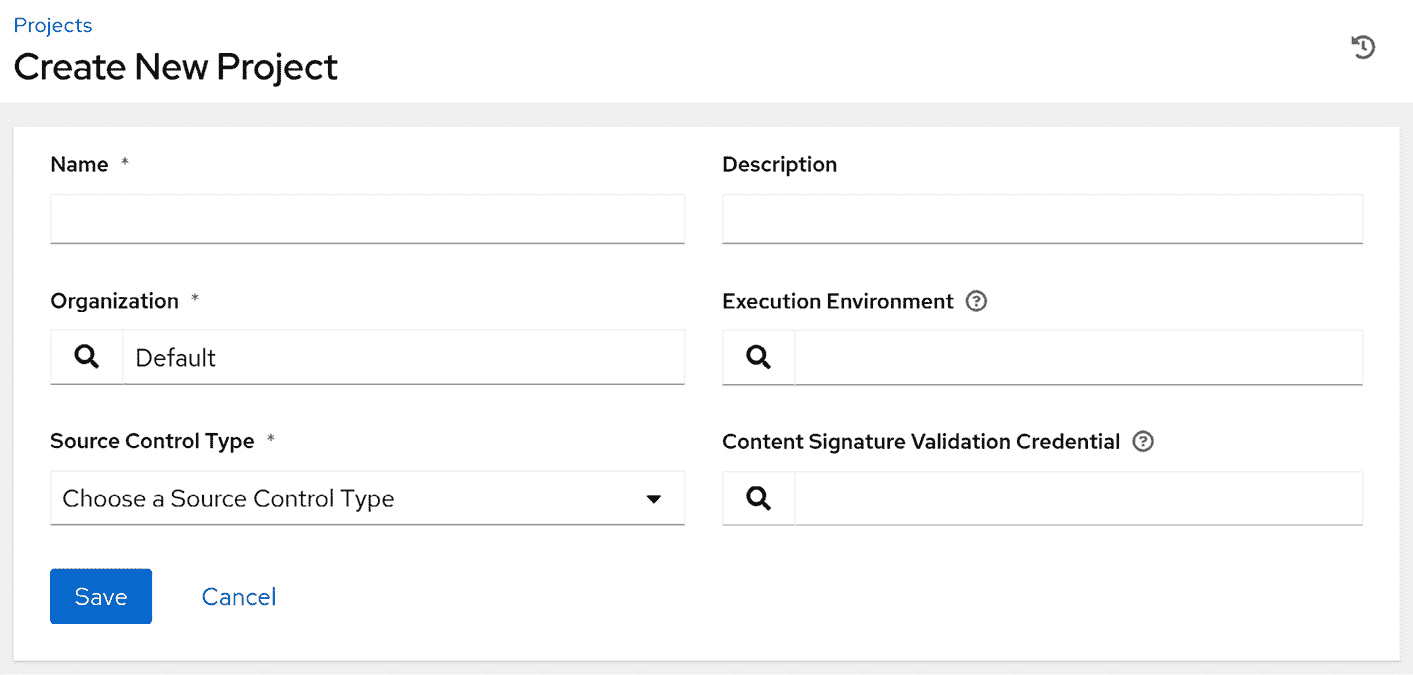 Projects
Create New Project
Name *
Description
Organization *
Execution Environment ?
Default
Source Control Type *
Content Signature Validation Credential ?
Choose a Source Control Type
Save
Cancel